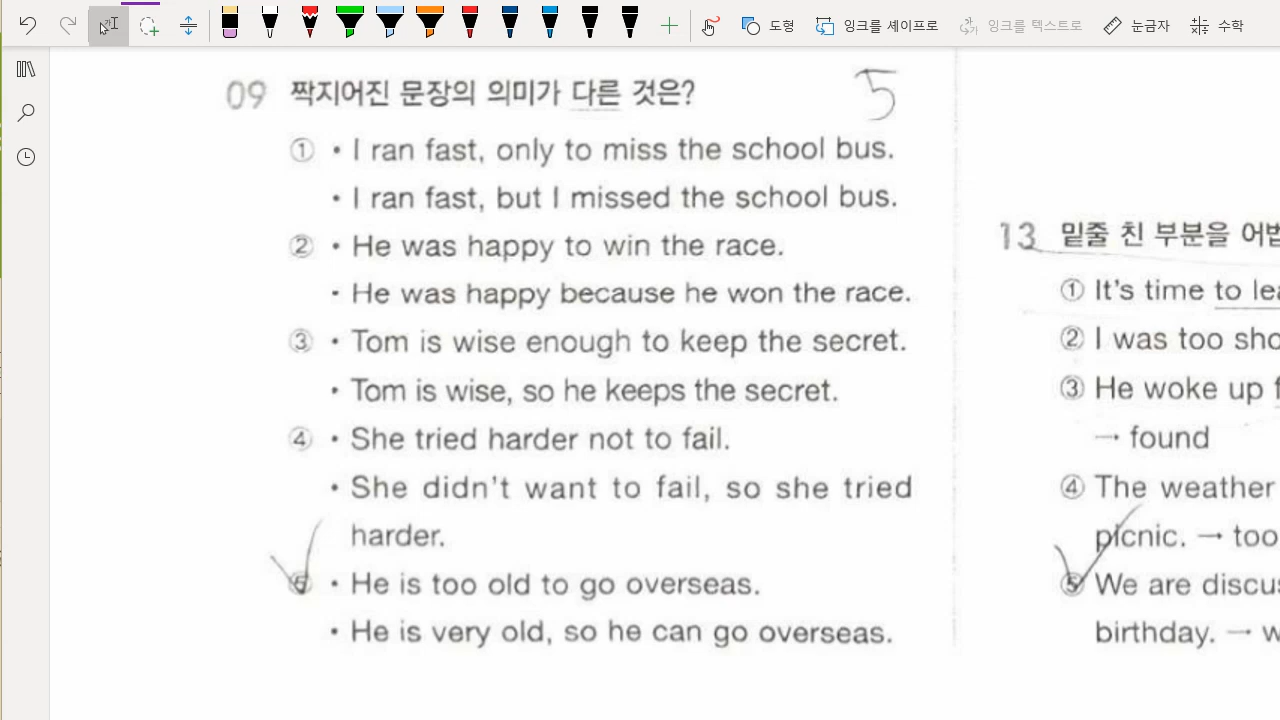 도형
잉크를 셰이프로
잉크를 텍스트로
눈금자
수학
09 짝지어진 문장의 의미가 다른 것은? 5
① • I ran fast, only to miss the school bus.
• I ran fast, but I missed the school bus.
② • He was happy to win the race.
• He was happy because he won the race.
③ • Tom is wise enough to keep the secret.
• Tom is wise, so he keeps the secret.
④ • She tried harder not to fail.
• She didn't want to fail, so she tried
harder.
⑤ • He is too old to go overseas.
• He is very old, so he can go overseas.
13 밑줄 친 부분을
① It's time to
② I was too
③ He woke up
→ found
④ The weather
picnic. → too
⑤ We are
birthday. →